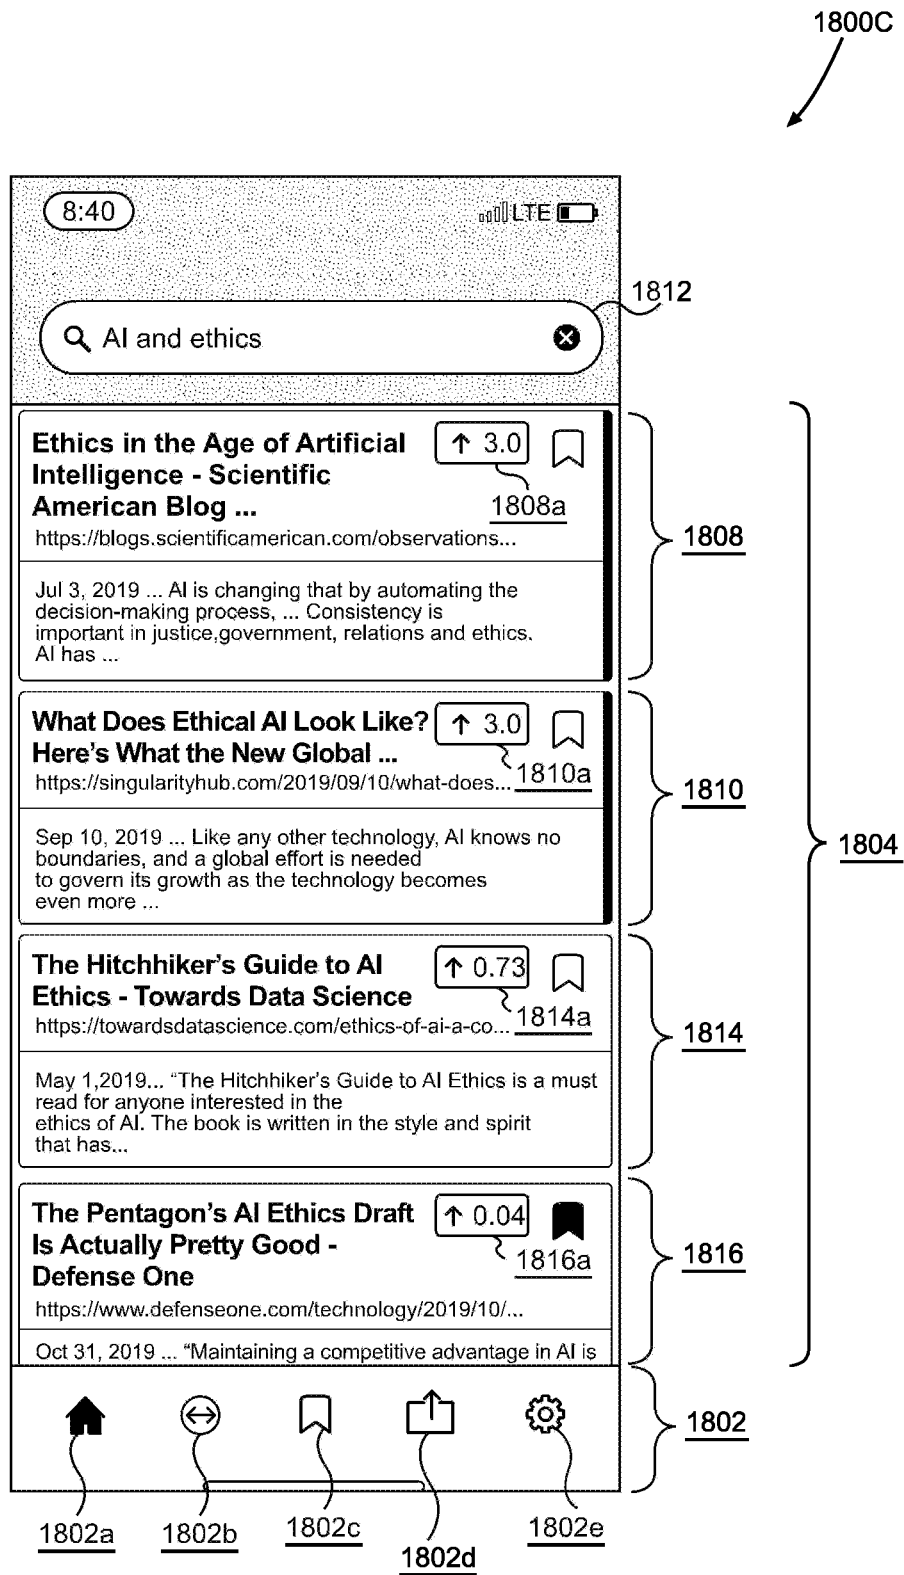 1800C
8:40
LTE
1812
AI and ethics
Ethics in the Age of Artificial
Intelligence - Scientific
American Blog ...
↑ 3.0
1808a
https://blogs.scientificamerican.com/observations...
1808
Jul 3, 2019 ... AI is changing that by automating the
decision-making process, ... Consistency is
important in justice,government, relations and ethics.
AI has ...
What Does Ethical AI Look Like?
Here's What the New Global ...
↑ 3.0
1810a
https://singularityhub.com/2019/09/10/what-does...
1810
Sep 10, 2019 ... Like any other technology, AI knows no
boundaries, and a global effort is needed
to govern its growth as the technology becomes
even more ...
1804
The Hitchhiker's Guide to AI
Ethics - Towards Data Science
↑ 0.73
1814a
https://towardsdatascience.com/ethics-of-ai-a-co...
1814
May 1,2019... “The Hitchhiker's Guide to AI Ethics is a must
read for anyone interested in the
ethics of AI. The book is written in the style and spirit
that has...
The Pentagon's AI Ethics Draft
Is Actually Pretty Good -
Defense One
↑ 0.04
1816a
https://www.defenseone.com/technology/2019/10/...
1816
Oct 31, 2019 ... “Maintaining a competitive advantage in AI is
1802
1802a
1802b
1802c
1802d
1802e